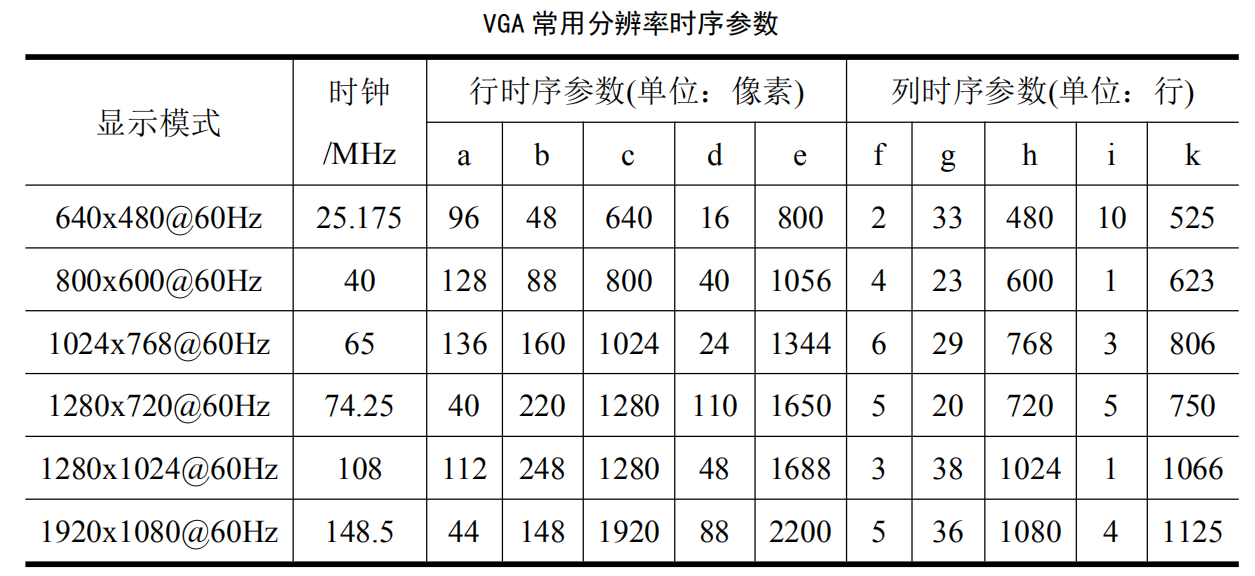 VGA 常用分辨率时序参数
显示模式 时钟 /MHz 行时序参数(单位：像素) 列时序参数(单位：行)
a b c d e f g h i k
640x480@60Hz 25.175 96 48 640 16 800 2 33 480 10 525
800x600@60Hz 40 128 88 800 40 1056 4 23 600 1 623
1024x768@60Hz 65 136 160 1024 24 1344 6 29 768 3 806
1280x720@60Hz 74.25 40 220 1280 110 1650 5 20 720 5 750
1280x1024@60Hz 108 112 248 1280 48 1688 3 38 1024 1 1066
1920x1080@60Hz 148.5 44 148 1920 88 2200 5 36 1080 4 1125